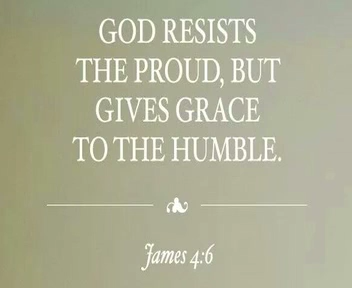 GOD RESISTS
THE PROUD, BUT
GIVES GRACE
TO THE HUMBLE.
James 4:6